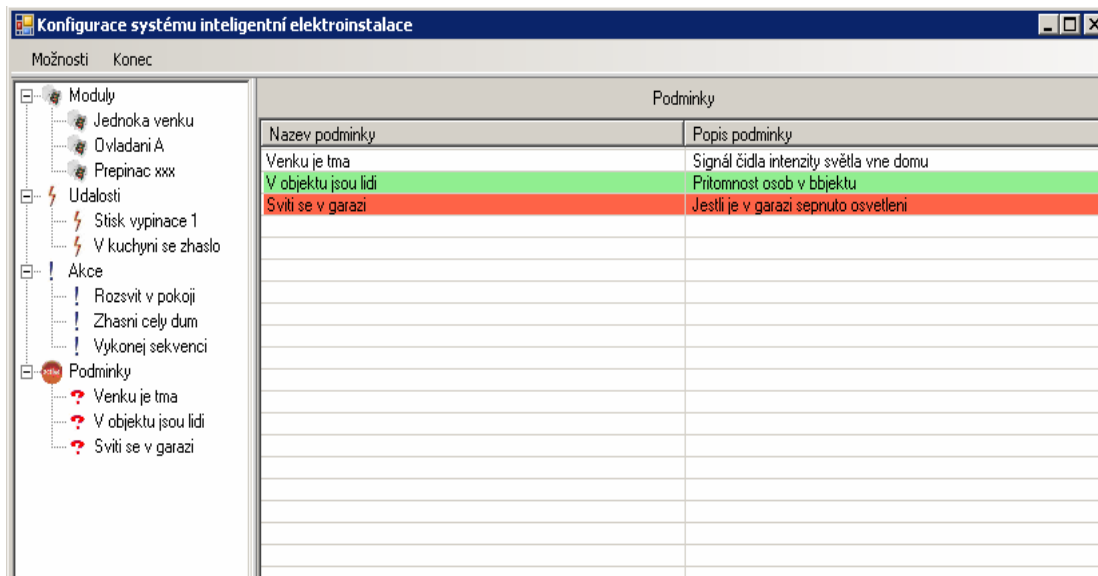 Konfigurace systému inteligentní elektroinstalace
Možnosti Konec
Moduly
Jednoka venku
Ovladani A
Prepinac xxx
Udalosti
Stisk vypinace 1
V kuchyni se zhaslo
Akce
Rozsvit v pokoji
Zhasni cely dum
Vykonej sekvenci
Podminky
Venku je tma
V objektu jsou lidi
Sviti se v garazi
Podminky
Nazev podminky Popis podminky
Venku je tma Signál čidla intenzity světla vne domu
V objektu jsou lidi Pritomnost osob v bbjektu
Sviti se v garazi Jestli je v garazi sepnuto osvetleni